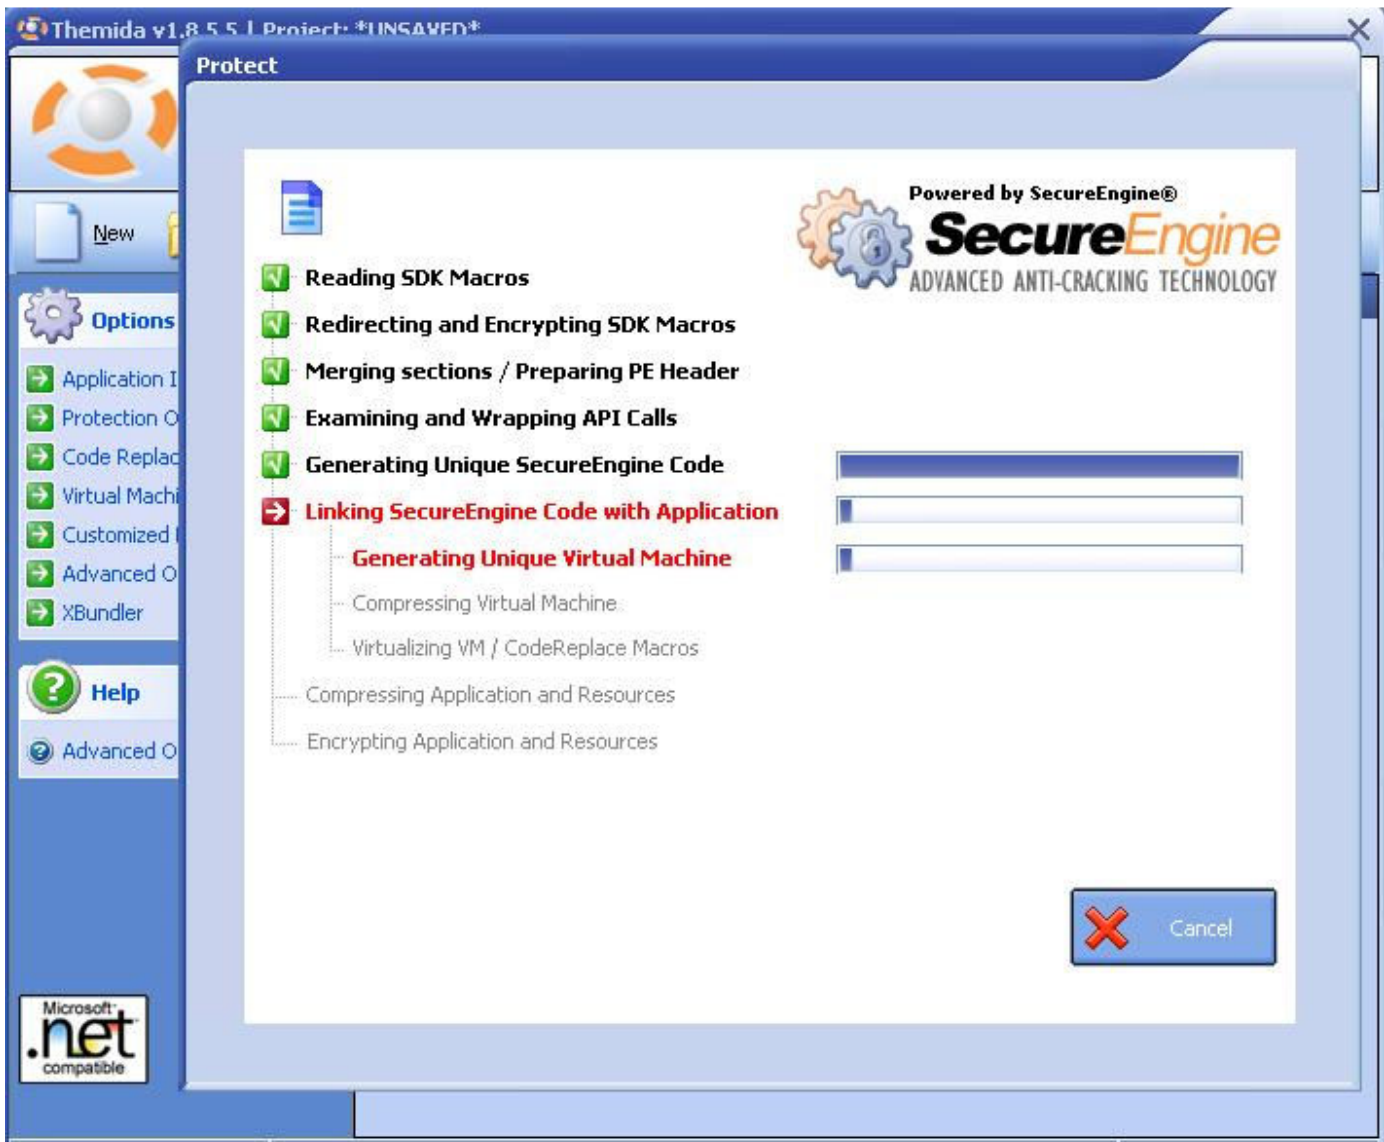 Themida v1.8.5.5 | Project: *UNSAVED*
Protect
New
Options
Application I
Protection O
Code Replac
Virtual Machi
Customized
Advanced O
XBundler
Help
Advanced O
Microsoft
.net
compatible
Powered by SecureEngine®
SecureEngine
ADVANCED ANTI-CRACKING TECHNOLOGY
Reading SDK Macros
Redirecting and Encrypting SDK Macros
Merging sections / Preparing PE Header
Examining and Wrapping API Calls
Generating Unique SecureEngine Code
Linking SecureEngine Code with Application
Generating Unique Virtual Machine
Compressing Virtual Machine
Virtualizing VM / CodeReplace Macros
Compressing Application and Resources
Encrypting Application and Resources
Cancel